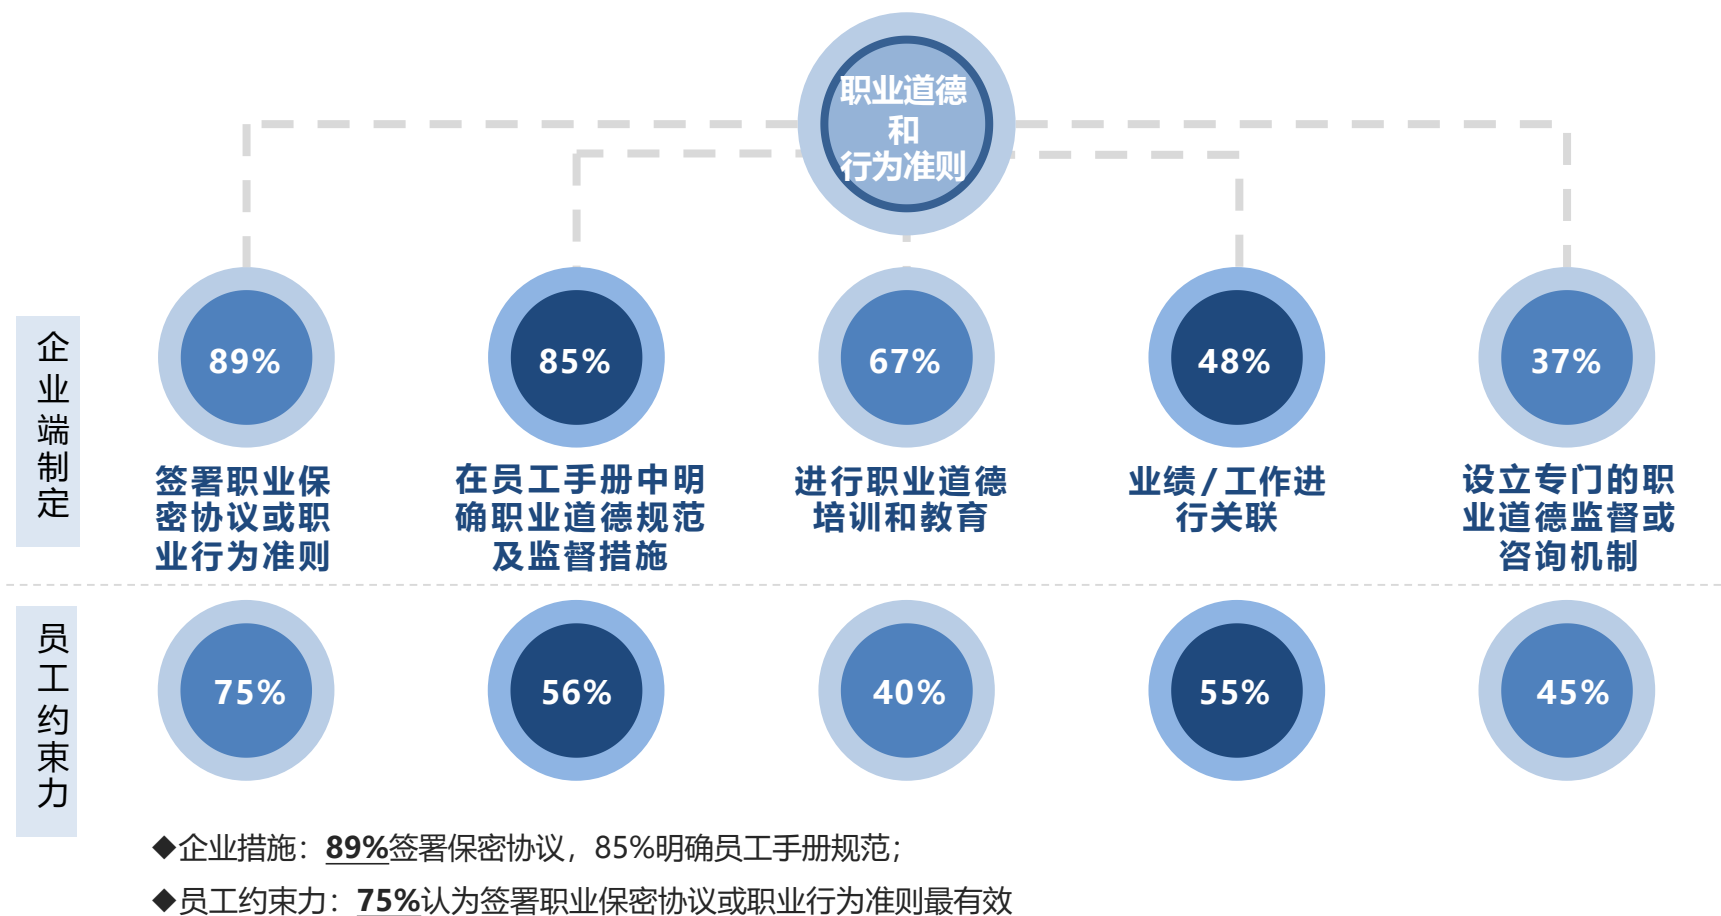 职业道德
和
行为准则
企业端制定
89%
85%
67%
48%
37%
签署职业保
密协议或职
业行为准则
在员工手册中明
确职业道德规范
及监督措施
进行职业道德
培训和教育
业绩/工作进
行关联
设立专门的职
业道德监督或
咨询机制
员工约束力
75%
56%
40%
55%
45%
◆企业措施：89%签署保密协议，85%明确员工手册规范；
◆员工约束力：75%认为签署职业保密协议或职业行为准则最有效